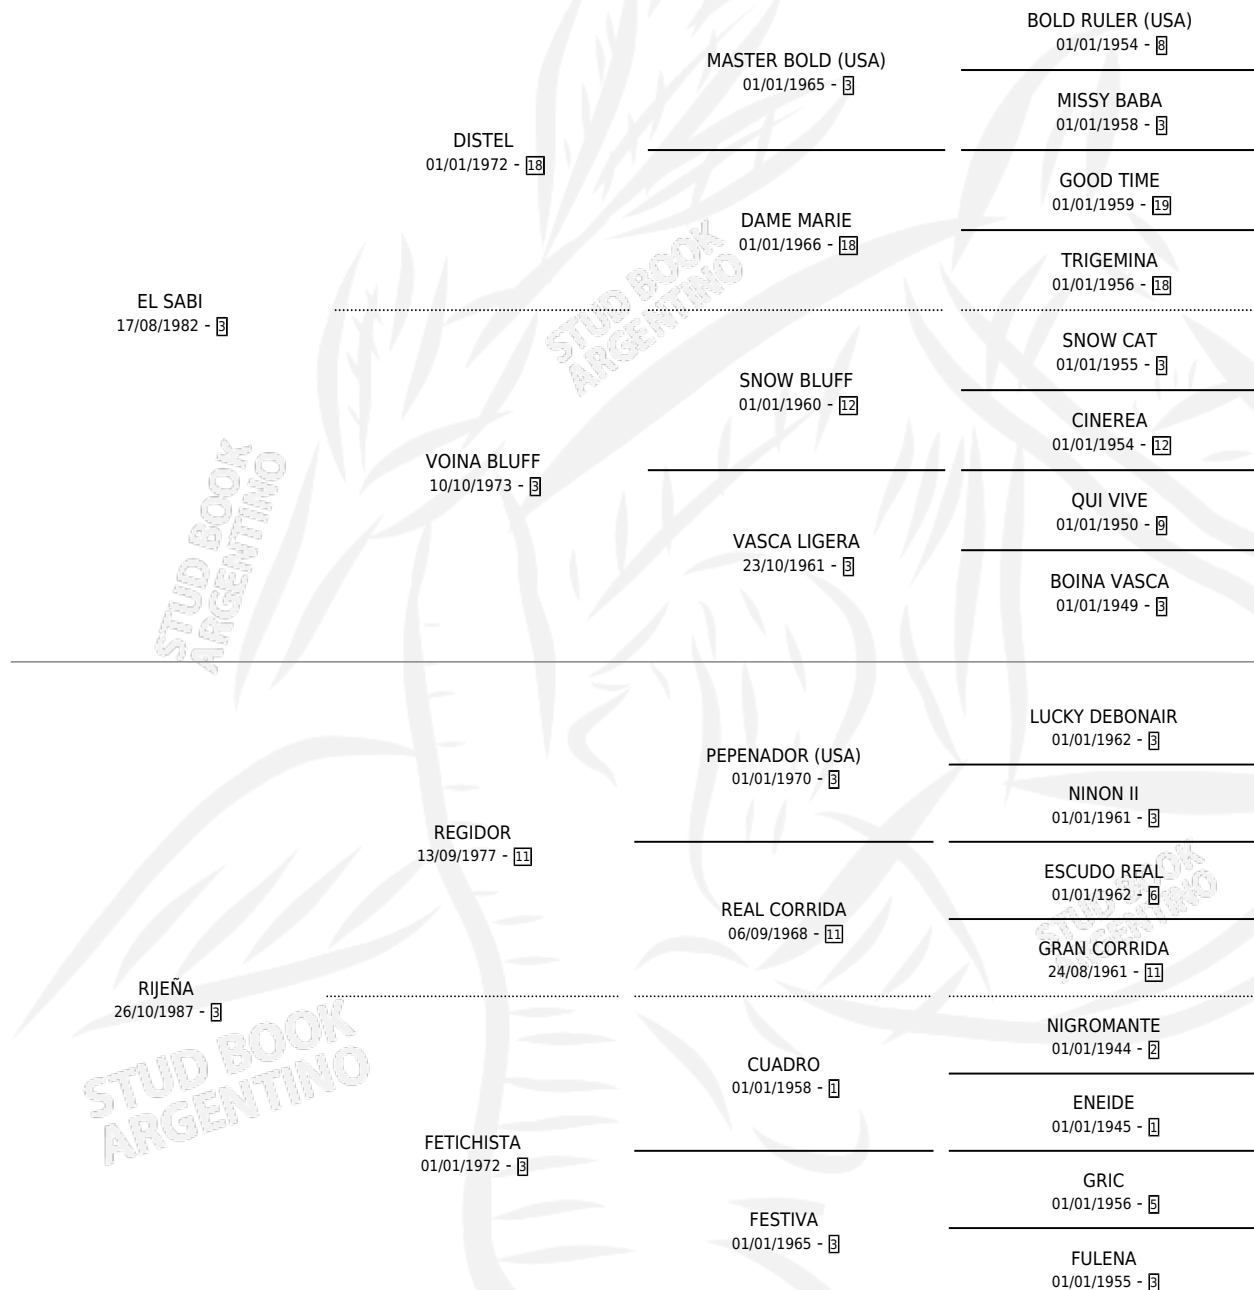 BOLD RULER (USA)
01/01/1954 - 8
MASTER BOLD (USA)
01/01/1965 - 3
MISSY BABA
01/01/1958 - 3
DISTEL
01/01/1972 - 18
GOOD TIME
01/01/1959 - 19
DAME MARIE
01/01/1966 - 18
TRIGEMINA
01/01/1956 - 18
STUD BOOK
ARGENTINO
EL SABI
17/08/1982 - 3
SNOW CAT
01/01/1955 - 3
SNOW BLUFF
01/01/1960 - 12
CINEREA
01/01/1954 - 12
VOINA BLUFF
10/10/1973 - 3
QUI VIVE
01/01/1950 - 9
VASCA LIGERA
23/10/1961 - 3
BOINA VASCA
01/01/1949 - 3
STUD BOOK
ARGENTINO
LUCKY DEBONAIR
01/01/1962 - 3
PEPENADOR (USA)
01/01/1970 - 3
NINON II
01/01/1961 - 3
REGIDOR
13/09/1977 - 11
ESCUDO REAL
01/01/1962 - 6
REAL CORRIDA
06/09/1968 - 11
GRAN CORRIDA
24/08/1961 - 11
STUD BOOK
ARGENTINO
RIJEÑA
26/10/1987 - 3
NIGROMANTE
01/01/1944 - 2
CUADRO
01/01/1958 - 1
ENEIDE
01/01/1945 - 1
FETICHISTA
01/01/1972 - 3
GRIC
01/01/1956 - 5
FESTIVA
01/01/1965 - 3
FULENA
01/01/1955 - 3
STUD BOOK
ARGENTINO